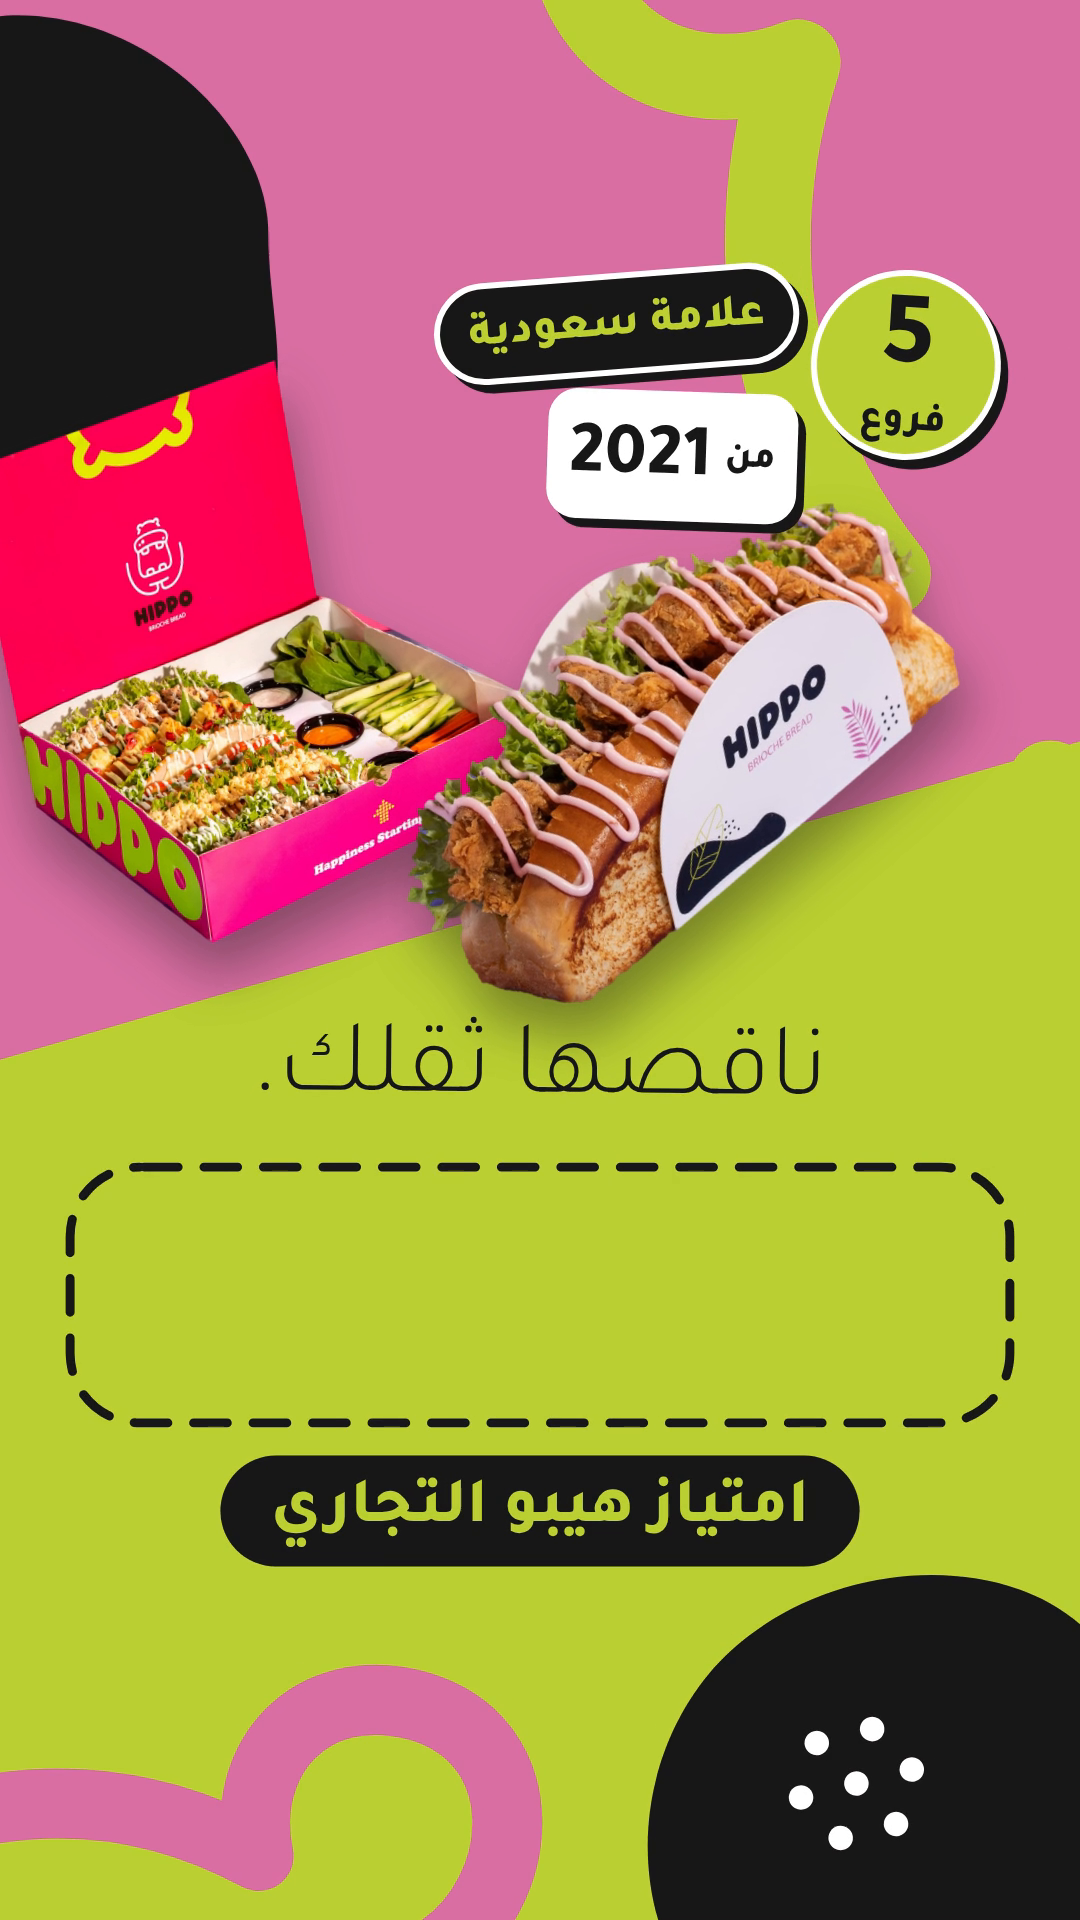 علامة سعودية
5
فروع
من 2021
HIPPO
BRIOCHE BREAD
HIPPO
Happiness Starting
HIPPO
BRIOCHE BREAD
ناقصها ثقلك.
امتياز هيبو التجاري